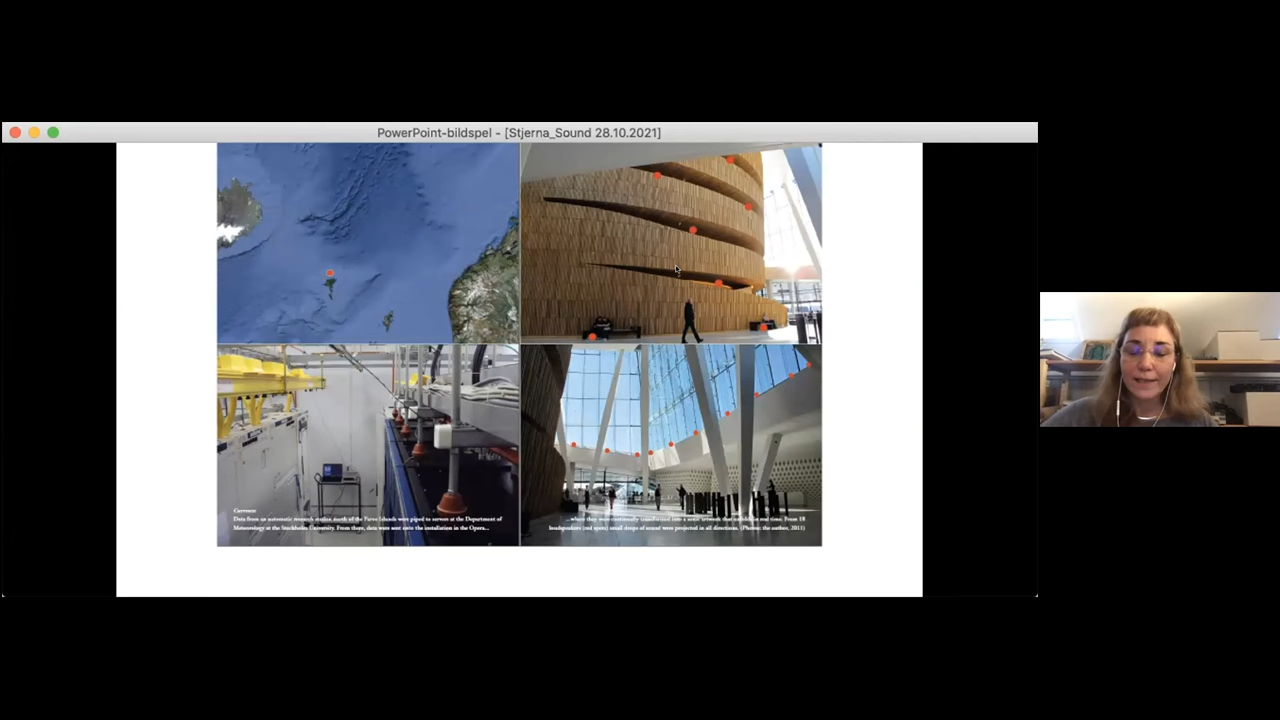 PowerPoint-bildspel - [Stjerna_Sound 28.10.2021]
Currents:
Data from an automatic research station north of the Faroe Islands were piped to servers at the Department of
Meteorology at the Stockholm University. From there, data were sent onto the installation in the Opera...
...where they were continuously transformed into a sonic artwork that unfolded in real time. From 18
loudspeakers (red spots) small drops of sound were projected in all directions. (Photos: the author, 2011)